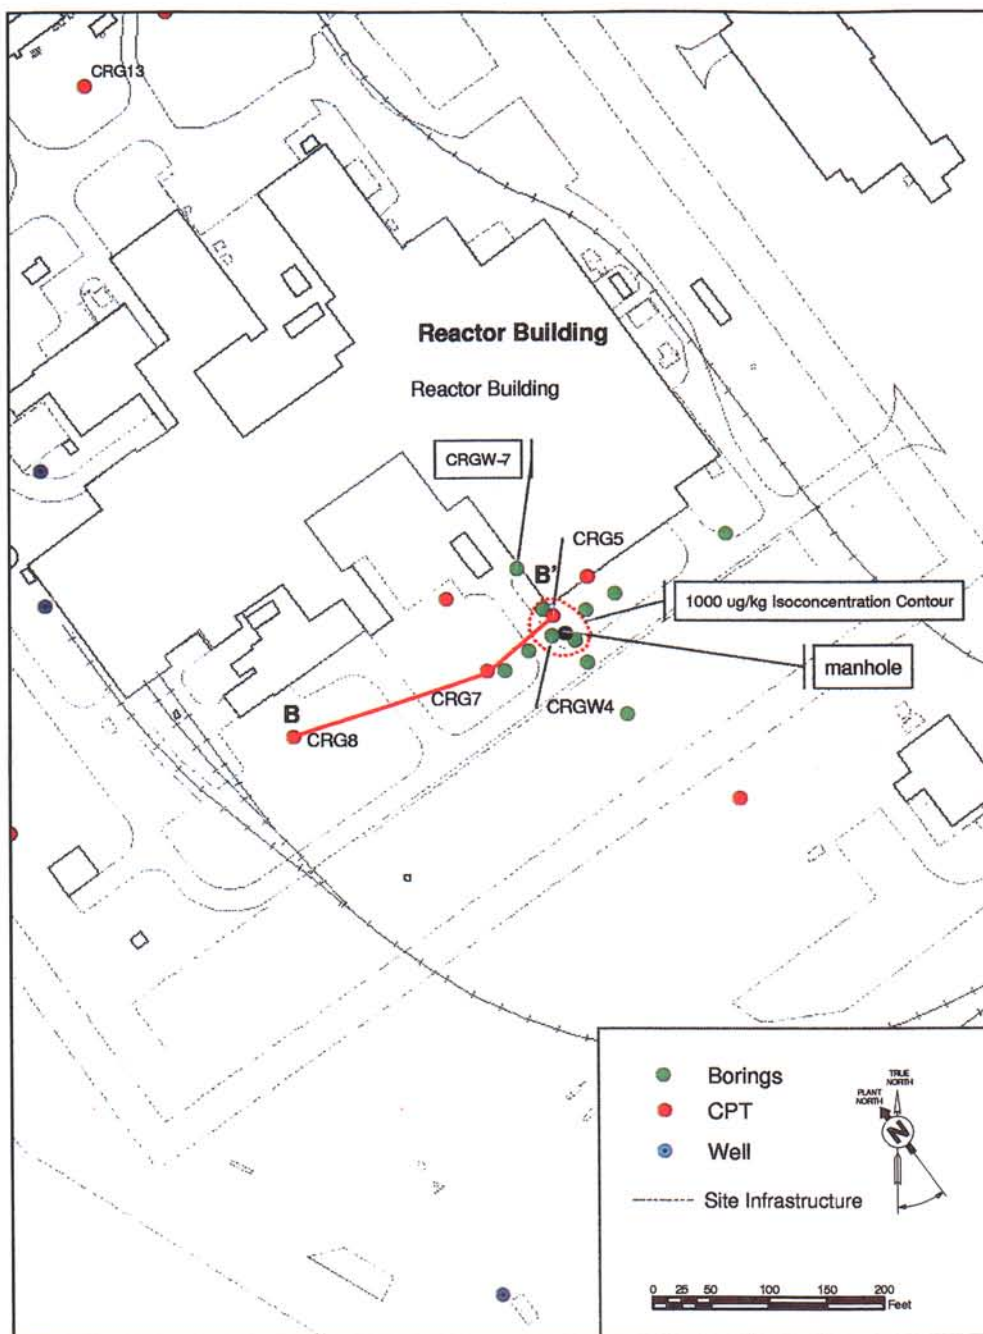 CRG13
Reactor Building
Reactor Building
CRGW-7
CRG5
B'
1000 ug/kg Isoconcentration Contour
manhole
CRG7
CRGW4
B
CRG8
Borings
CPT
Well
Site Infrastructure
TRUE
NORTH
PLANT
NORTH
N
0 25 50 100 150 200
Feet